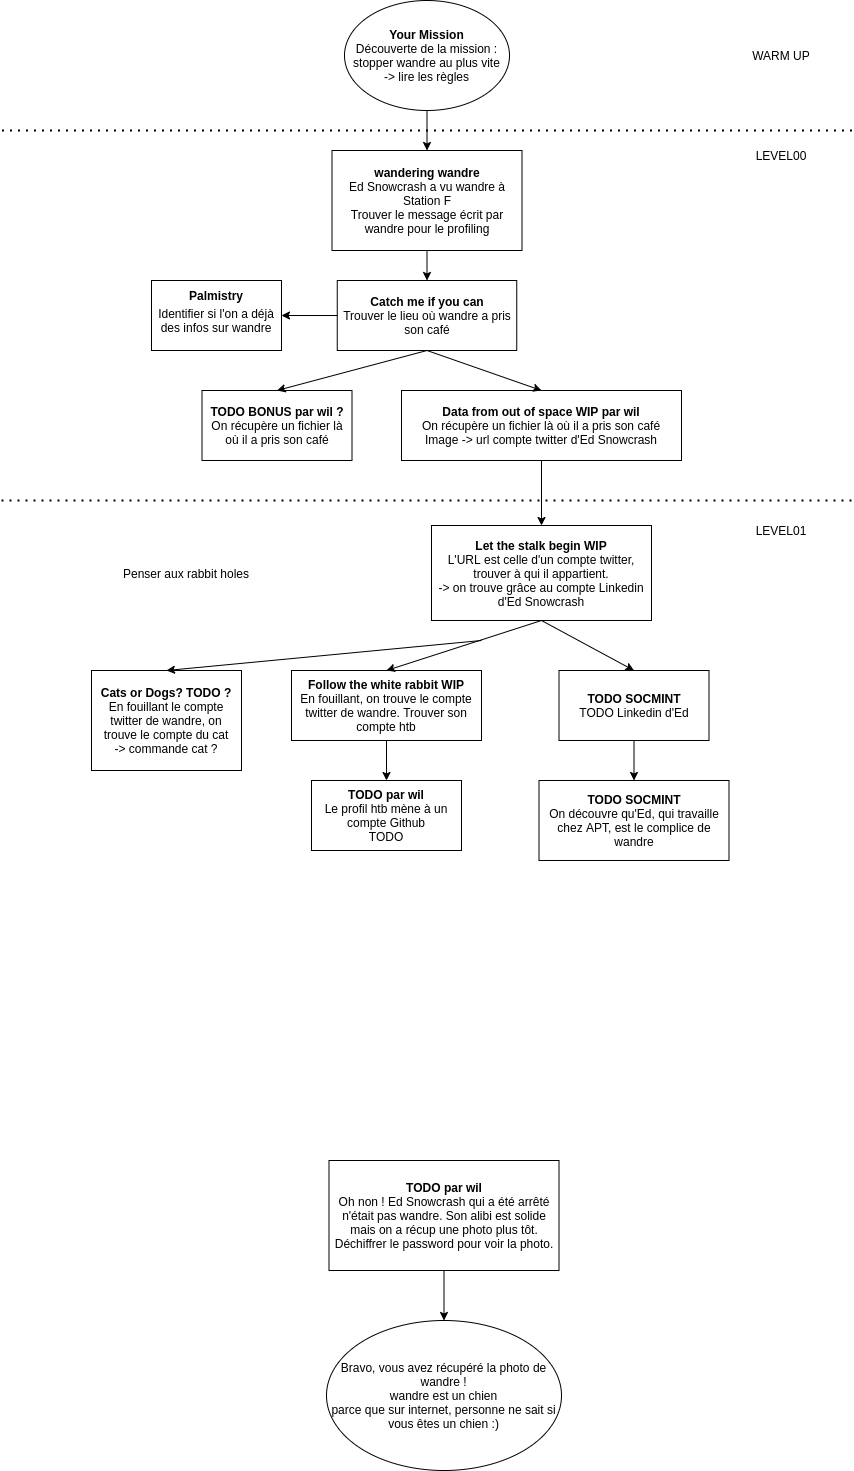 Your Mission
Découverte de la mission :
stopper wandre au plus vite
-> lire les règles
WARM UP
LEVEL00
wandering wandre
Ed Snowcrash a vu wandre à
Station F
Trouver le message écrit par
wandre pour le profiling
Palmistry
Identifier si l'on a déjà
des infos sur wandre
Catch me if you can
Trouver le lieu où wandre a pris
son café
TODO BONUS par wil ?
On récupère un fichier là
où il a pris son café
Data from out of space WIP par wil
On récupère un fichier là où il a pris son café
Image -> url compte twitter d'Ed Snowcrash
LEVEL01
Let the stalk begin WIP
L'URL est celle d'un compte twitter,
trouver à qui il appartient.
-> on trouve grâce au compte Linkedin
d'Ed Snowcrash
Penser aux rabbit holes
Cats or Dogs? TODO ?
En fouillant le compte
twitter de wandre, on
trouve le compte du cat
-> commande cat ?
Follow the white rabbit WIP
En fouillant, on trouve le compte
twitter de wandre. Trouver son
compte htb
TODO SOCMINT
TODO Linkedin d'Ed
TODO par wil
Le profil htb mène à un
compte Github
TODO
TODO SOCMINT
On découvre qu'Ed, qui travaille
chez APT, est le complice de
wandre
TODO par wil
Oh non ! Ed Snowcrash qui a été arrêté
n'était pas wandre. Son alibi est solide
mais on a récup une photo plus tôt.
Déchiffrer le password pour voir la photo.
Bravo, vous avez récupéré la photo de
wandre !
wandre est un chien
parce que sur internet, personne ne sait si
vous êtes un chien :)